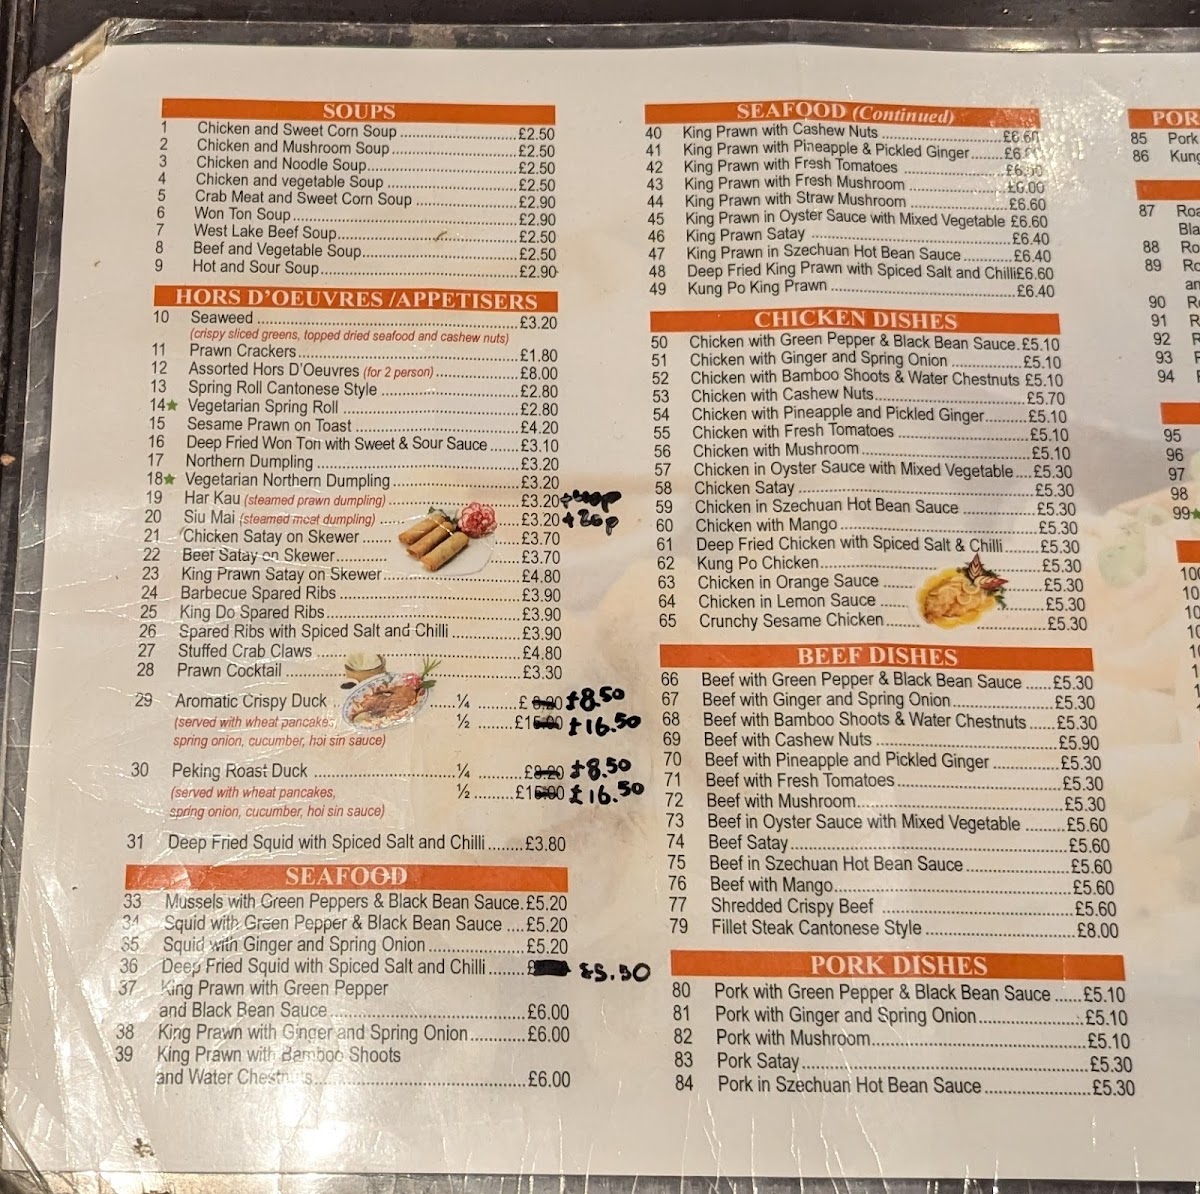 SOUPS
1 Chicken and Sweet Corn Soup ........................£2.50
2 Chicken and Mushroom Soup........................£2.50
3 Chicken and Noodle Soup........................£2.50
4 Chicken and vegetable Soup ........................£2.50
5 Crab Meat and Sweet Corn Soup ........................£2.90
6 Won Ton Soup........................£2.90
7 West Lake Beef Soup........................£2.50
8 Beef and Vegetable Soup........................£2.50
9 Hot and Sour Soup........................£2.90
HORS D'OEUVRES /APPETISERS
10 Seaweed ........................£3.20
(crispy sliced greens, topped dried seafood and cashew nuts)
11 Prawn Crackers........................£1.80
12 Assorted Hors D'Oeuvres (for 2 person)........................£8.00
13 Spring Roll Cantonese Style ........................£2.80
14★ Vegetarian Spring Roll ........................£2.80
15 Sesame Prawn on Toast ........................£4.20
16 Deep Fried Won Ton with Sweet & Sour Sauce ......£3.10
17 Northern Dumpling ........................£3.20
18★ Vegetarian Northern Dumpling ........................£3.20
19 Har Kau (steamed prawn dumpling) ........................£3.20
20 Siu Mai (steamed meat dumpling) ........................£3.20
21 Chicken Satay on Skewer ........................£3.70
22 Beef Satay on Skewer........................£3.70
23 King Prawn Satay on Skewer........................£4.80
24 Barbecue Spared Ribs ........................£3.90
25 King Do Spared Ribs........................£3.90
26 Spared Ribs with Spiced Salt and Chilli ........................£3.90
27 Stuffed Crab Claws ........................£4.80
28 Prawn Cocktail ........................£3.30
29 Aromatic Crispy Duck ........¼ ........£ 8.20 £8.50
(served with wheat pancakes, ½ ........£15.00 £16.50
spring onion, cucumber, hoi sin sauce)
30 Peking Roast Duck ........................¼ ........£8.20 £8.50
(served with wheat pancakes, ½ ........£15.00 £16.50
spring onion, cucumber, hoi sin sauce)
31 Deep Fried Squid with Spiced Salt and Chilli .......£3.80
SEAFOOD
33 Mussels with Green Peppers & Black Bean Sauce.£5.20
34 Squid with Green Pepper & Black Bean Sauce ....£5.20
35 Squid with Ginger and Spring Onion ........................£5.20
36 Deep Fried Squid with Spiced Salt and Chilli.......£ £5.50
37 King Prawn with Green Pepper
and Black Bean Sauce ........................£6.00
38 King Prawn with Ginger and Spring Onion............£6.00
39 King Prawn with Bamboo Shoots
and Water Chestnuts........................£6.00
SEAFOOD (Continued)
40 King Prawn with Cashew Nuts ........................£6.60
41 King Prawn with Pineapple & Pickled Ginger.......
42 King Prawn with Fresh Tomatoes ........................
43 King Prawn with Fresh Mushroom ........................£6.00
44 King Prawn with Straw Mushroom ........................£6.60
45 King Prawn in Oyster Sauce with Mixed Vegetable £6.60
46 King Prawn Satay ........................£6.40
47 King Prawn in Szechuan Hot Bean Sauce............£6.40
48 Deep Fried King Prawn with Spiced Salt and Chilli£6.60
49 Kung Po King Prawn ........................£6.40
CHICKEN DISHES
50 Chicken with Green Pepper & Black Bean Sauce.£5.10
51 Chicken with Ginger and Spring Onion ........................£5.10
52 Chicken with Bamboo Shoots & Water Chestnuts £5.10
53 Chicken with Cashew Nuts........................£5.70
54 Chicken with Pineapple and Pickled Ginger........£5.10
55 Chicken with Fresh Tomatoes ........................£5.10
56 Chicken with Mushroom ........................£5.10
57 Chicken in Oyster Sauce with Mixed Vegetable ....£5.30
58 Chicken Satay ........................£5.30
59 Chicken in Szechuan Hot Bean Sauce ............£5.30
60 Chicken with Mango ........................£5.30
61 Deep Fried Chicken with Spiced Salt & Chilli.......£5.30
62 Kung Po Chicken........................£5.30
63 Chicken in Orange Sauce ........................£5.30
64 Chicken in Lemon Sauce ........................£5.30
65 Crunchy Sesame Chicken........................£5.30
BEEF DISHES
66 Beef with Green Pepper & Black Bean Sauce ......£5.30
67 Beef with Ginger and Spring Onion........................£5.30
68 Beef with Bamboo Shoots & Water Chestnuts .....£5.30
69 Beef with Cashew Nuts ........................£5.90
70 Beef with Pineapple and Pickled Ginger ............£5.30
71 Beef with Fresh Tomatoes........................£5.30
72 Beef with Mushroom........................£5.30
73 Beef in Oyster Sauce with Mixed Vegetable ........£5.60
74 Beef Satay........................£5.60
75 Beef in Szechuan Hot Bean Sauce........................£5.60
76 Beef with Mango........................£5.60
77 Shredded Crispy Beef ........................£5.60
79 Fillet Steak Cantonese Style ........................£8.00
PORK DISHES
80 Pork with Green Pepper & Black Bean Sauce ......£5.10
81 Pork with Ginger and Spring Onion........................£5.10
82 Pork with Mushroom........................£5.10
83 Pork Satay........................£5.30
84 Pork in Szechuan Hot Bean Sauce........................£5.30
POR
85 Pork
86 Kung
87 Roa
Bla
88 Ro
89 Ro
an
90 R
91 R
92 R
93
94
95
96
97
98
99★